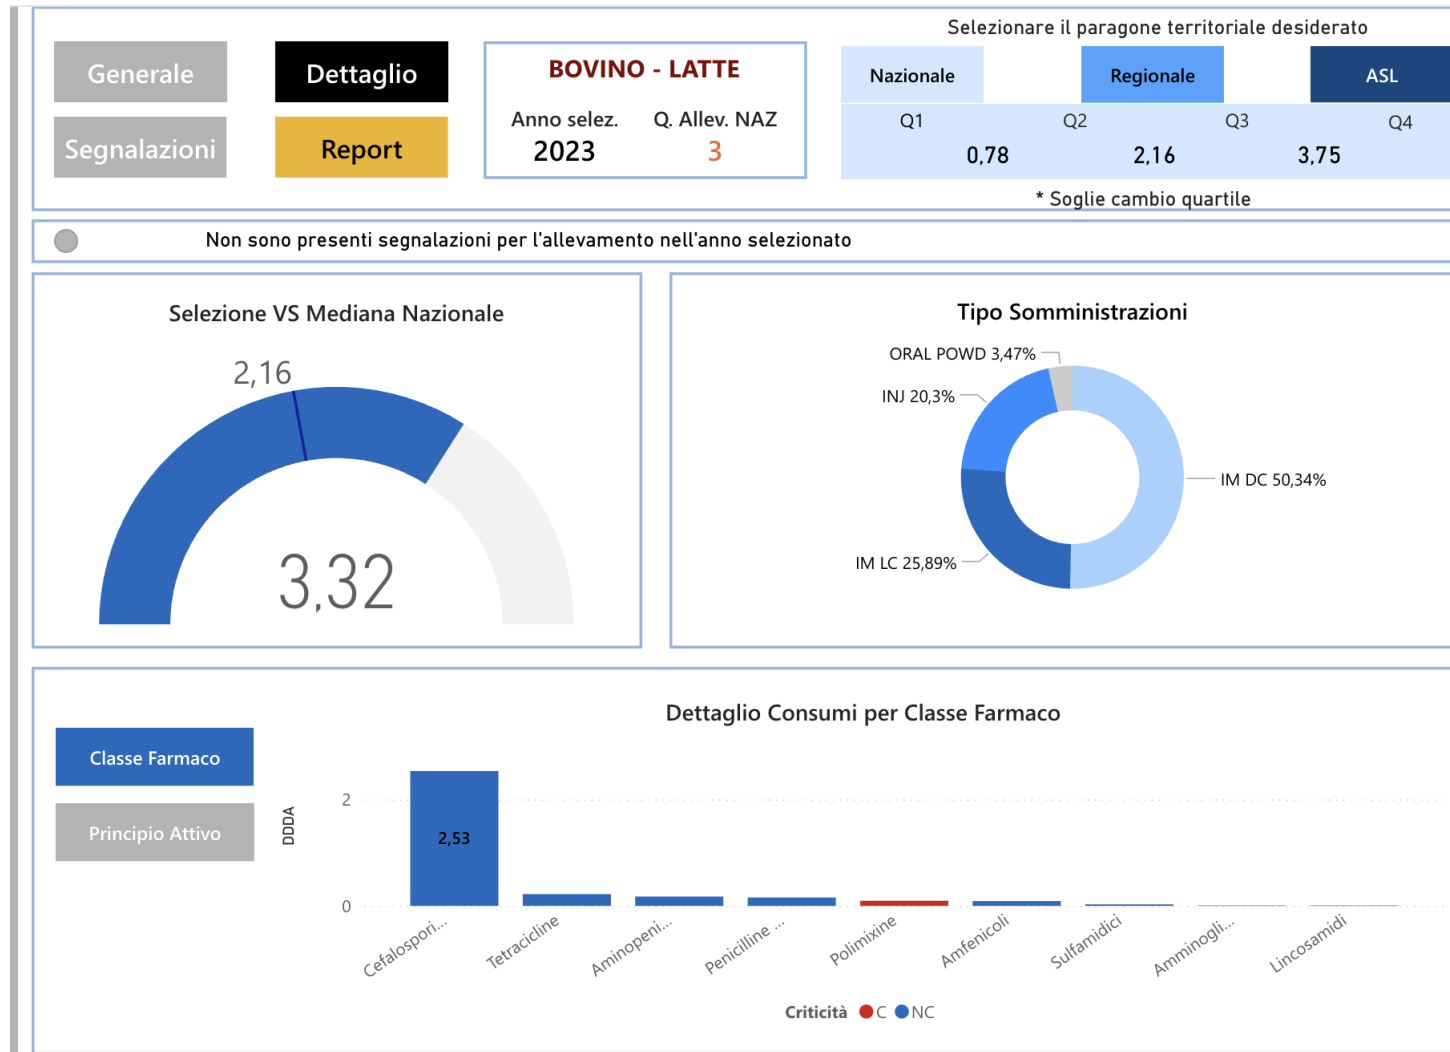 Selezionare il paragone territoriale desiderato
Generale
Dettaglio
BOVINO - LATTE
Nazionale
Regionale
ASL
Anno selez.
Q. Allev. NAZ
2023
3
Q1
Q2
Q3
Q4
0,78
2,16
3,75
Segnalazioni
Report
* Soglie cambio quartile
Non sono presenti segnalazioni per l'allevamento nell'anno selezionato
Selezione VS Mediana Nazionale
2,16
3,32
Tipo Somministrazioni
ORAL POWD 3,47%
INJ 20,3%
IM DC 50,34%
IM LC 25,89%
Dettaglio Consumi per Classe Farmaco
Classe Farmaco
Principio Attivo
DDDA
2
0
2,53
Cefalospori...
Tetracicline
Aminopeni...
Penicilline ...
Polimixine
Amfenicoli
Sulfamidici
Amminogli...
Lincosamidi
Criticità C NC